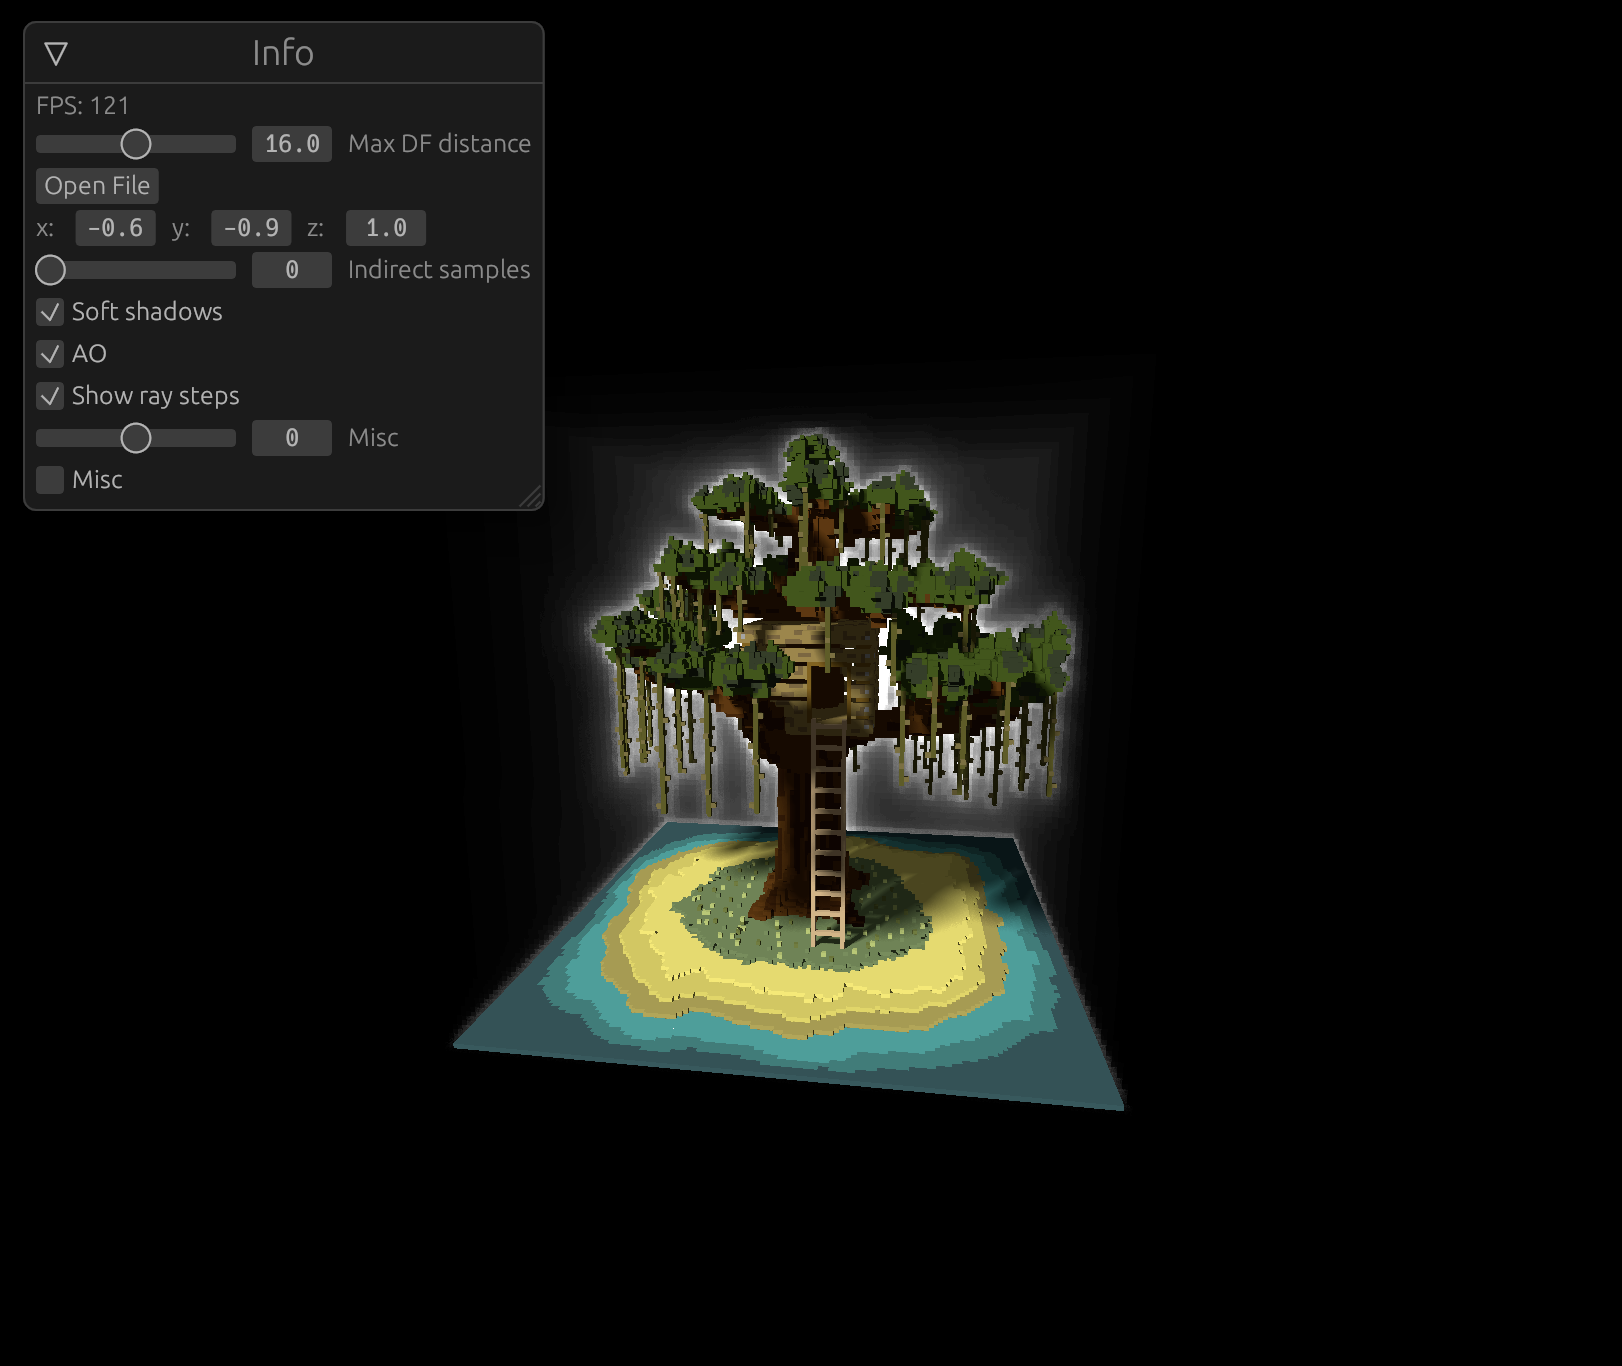 Info
FPS: 121
16.0 Max DF distance
Open File
x: -0.6 y: -0.9 z: 1.0
0 Indirect samples
Soft shadows
AO
Show ray steps
0 Misc
Misc